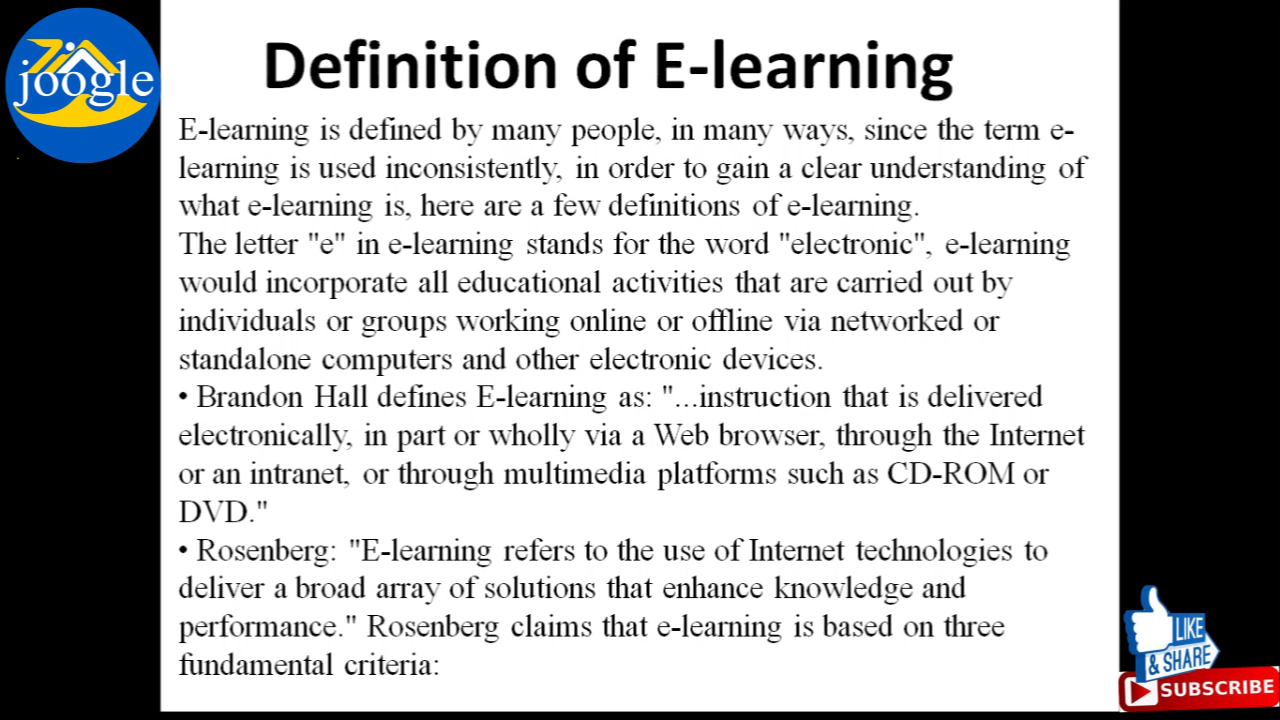 joogle
Definition of E-learning
E-learning is defined by many people, in many ways, since the term e-
learning is used inconsistently, in order to gain a clear understanding of
what e-learning is, here are a few definitions of e-learning.
The letter "e" in e-learning stands for the word "electronic", e-learning
would incorporate all educational activities that are carried out by
individuals or groups working online or offline via networked or
standalone computers and other electronic devices.
• Brandon Hall defines E-learning as: "...instruction that is delivered
electronically, in part or wholly via a Web browser, through the Internet
or an intranet, or through multimedia platforms such as CD-ROM or
DVD."
• Rosenberg: "E-learning refers to the use of Internet technologies to
deliver a broad array of solutions that enhance knowledge and
performance." Rosenberg claims that e-learning is based on three
fundamental criteria:
LIKE
& SHARE
SUBSCRIBE